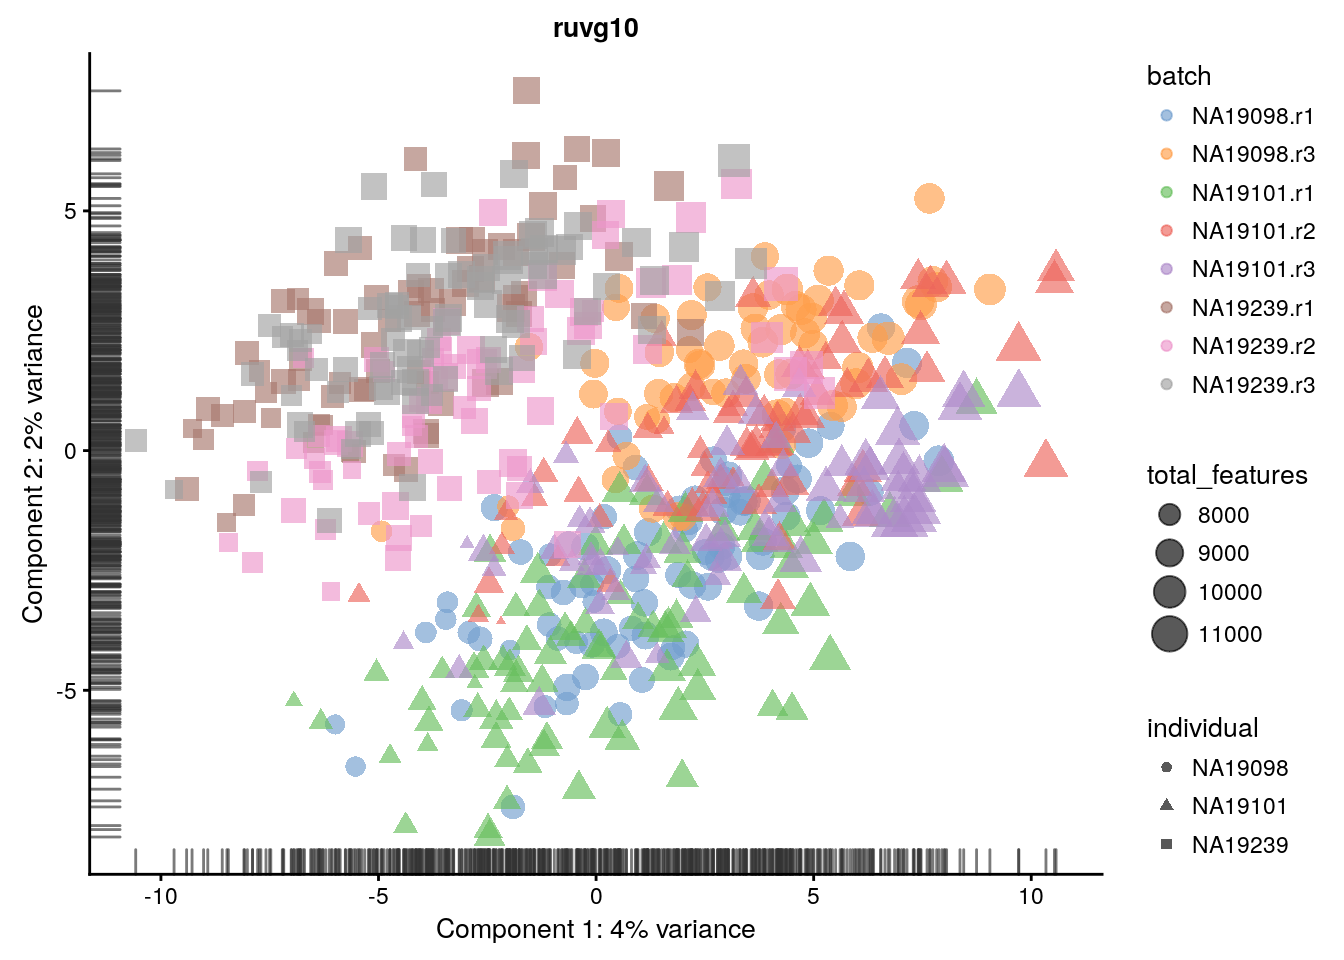 ruvg10
Component 2: 2% variance
5
0
-5
-10
-5
0
5
10
Component 1: 4% variance
batch
NA19098.r1
NA19098.r3
NA19101.r1
NA19101.r2
NA19101.r3
NA19239.r1
NA19239.r2
NA19239.r3
total_features
8000
9000
10000
11000
individual
NA19098
NA19101
NA19239